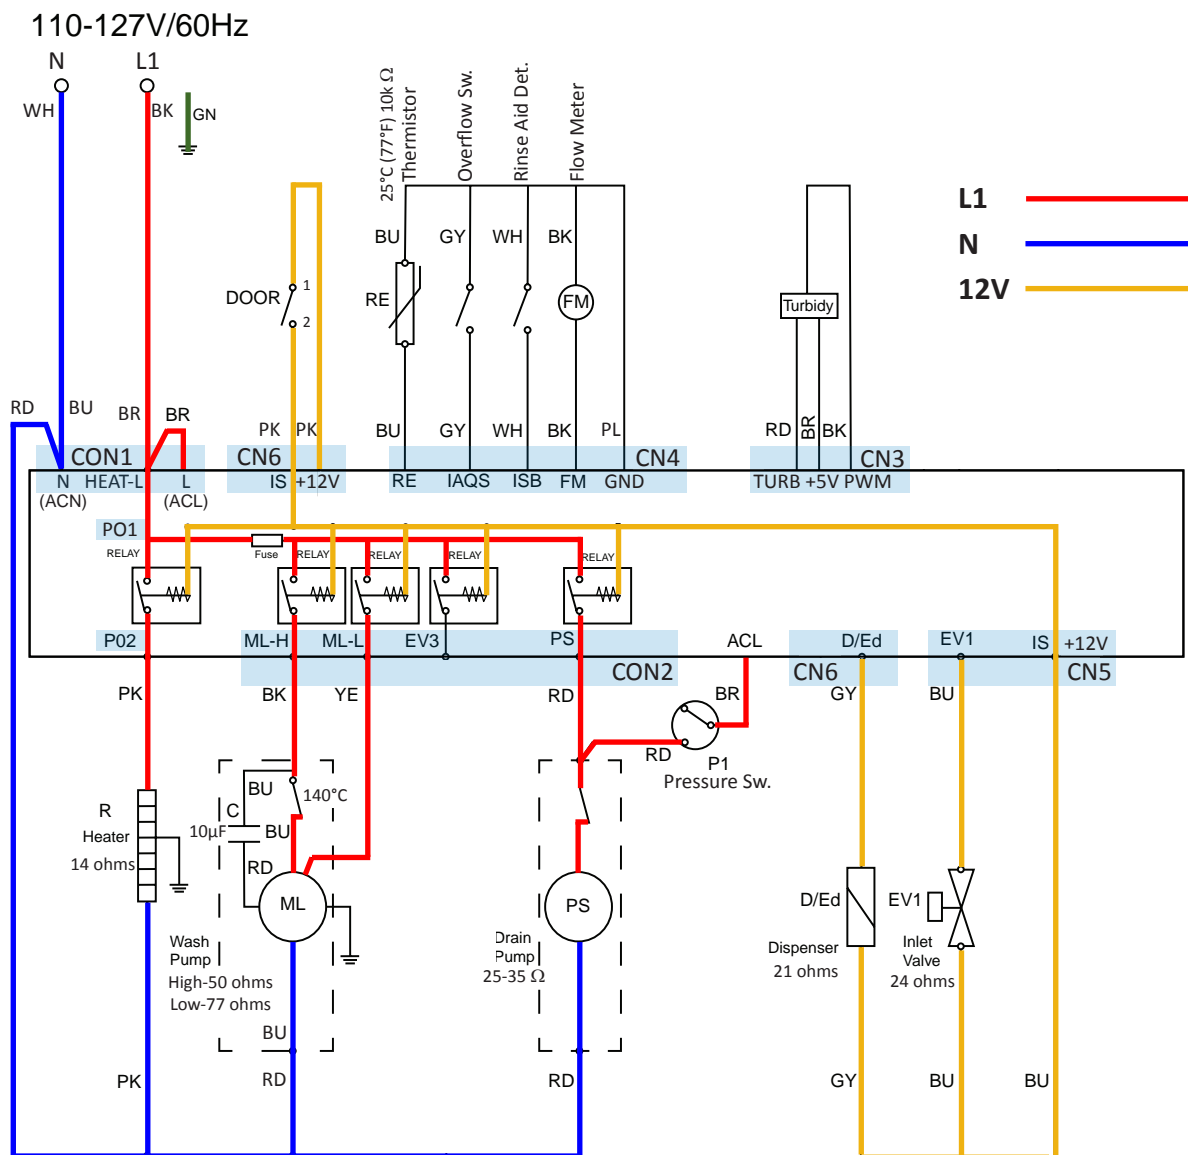 110-127V/60Hz
N
L1
WH
BK
GN
25°C (77°F) 10k Ω
Thermistor
Overflow Sw.
Rinse Aid Det.
Flow Meter
L1
N
12V
BU
GY
WH
BK
DOOR
1
2
RE
FM
Turbidy
RD
BU
BR
BR
PK
PK
BU
GY
WH
BK
PL
RD
BR
BK
CON1
CN6
CN4
CN3
N
HEAT-L
L
IS
+12V
RE
IAQS
ISB
FM
GND
TURB
+5V
PWM
(ACN)
(ACL)
PO1
RELAY
Fuse
RELAY
RELAY
RELAY
RELAY
P02
ML-H
ML-L
EV3
PS
ACL
D/Ed
EV1
IS
+12V
CON2
CN6
CN5
PK
BK
YE
RD
BR
GY
BU
RD
P1
Pressure Sw.
BU
140°C
R
Heater
14 ohms
C
10µF
BU
RD
ML
PS
D/Ed
EV1
Wash
Pump
High-50 ohms
Low-77 ohms
Drain
Pump
25-35 Ω
Dispenser
21 ohms
Inlet
Valve
24 ohms
BU
PK
RD
RD
GY
BU
BU